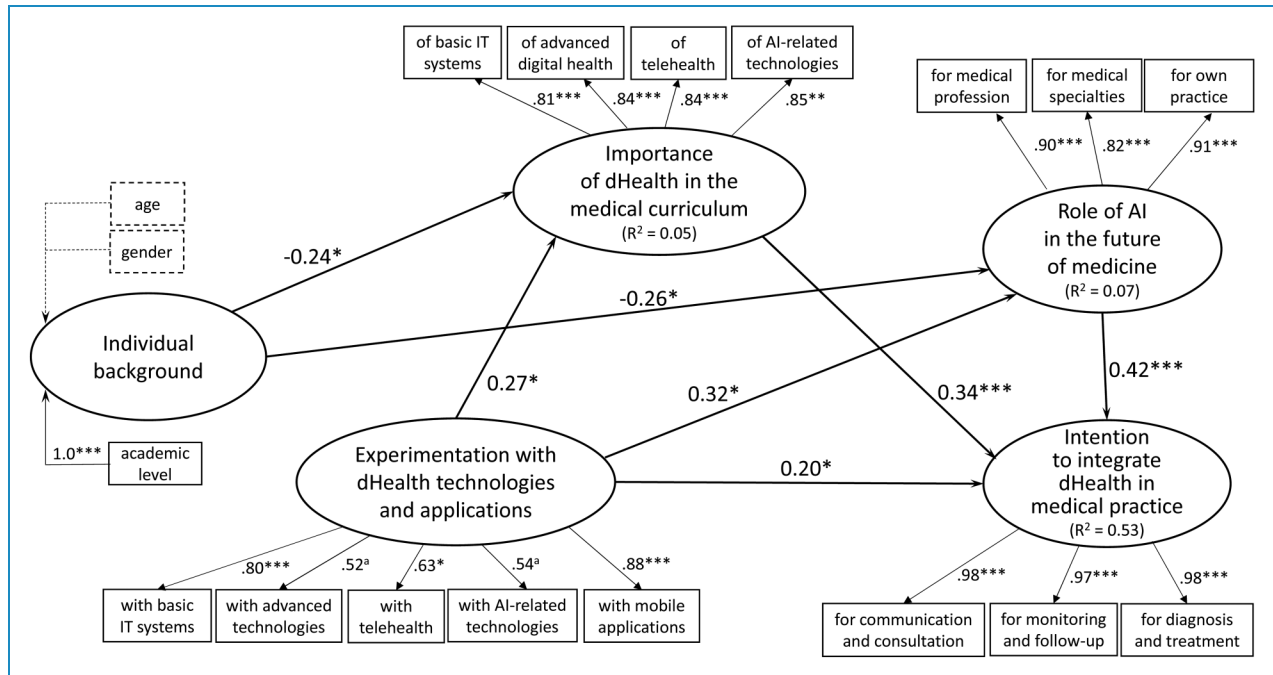 of basic IT
systems
of advanced
digital health
of
telehealth
of AI-related
technologies
for medical
profession
for medical
specialties
for own
practice
.81***
.84***
.84***
.85**
.90***
.82***
.91***
Importance
of dHealth in the
medical curriculum
(R² = 0.05)
Role of AI
in the future
of medicine
(R² = 0.07)
age
gender
-0.24*
-0.26*
Individual
background
0.27*
0.32*
0.34***
0.42***
1.0***
academic
level
Experimentation with
dHealth technologies
and applications
0.20*
Intention
to integrate
dHealth in
medical practice
(R² = 0.53)
.80***
.52ᵃ
.63*
.54ᵃ
.88***
.98***
.97***
.98***
with basic
IT systems
with advanced
technologies
with
telehealth
with AI-related
technologies
with mobile
applications
for communication
and consultation
for monitoring
and follow-up
for diagnosis
and treatment